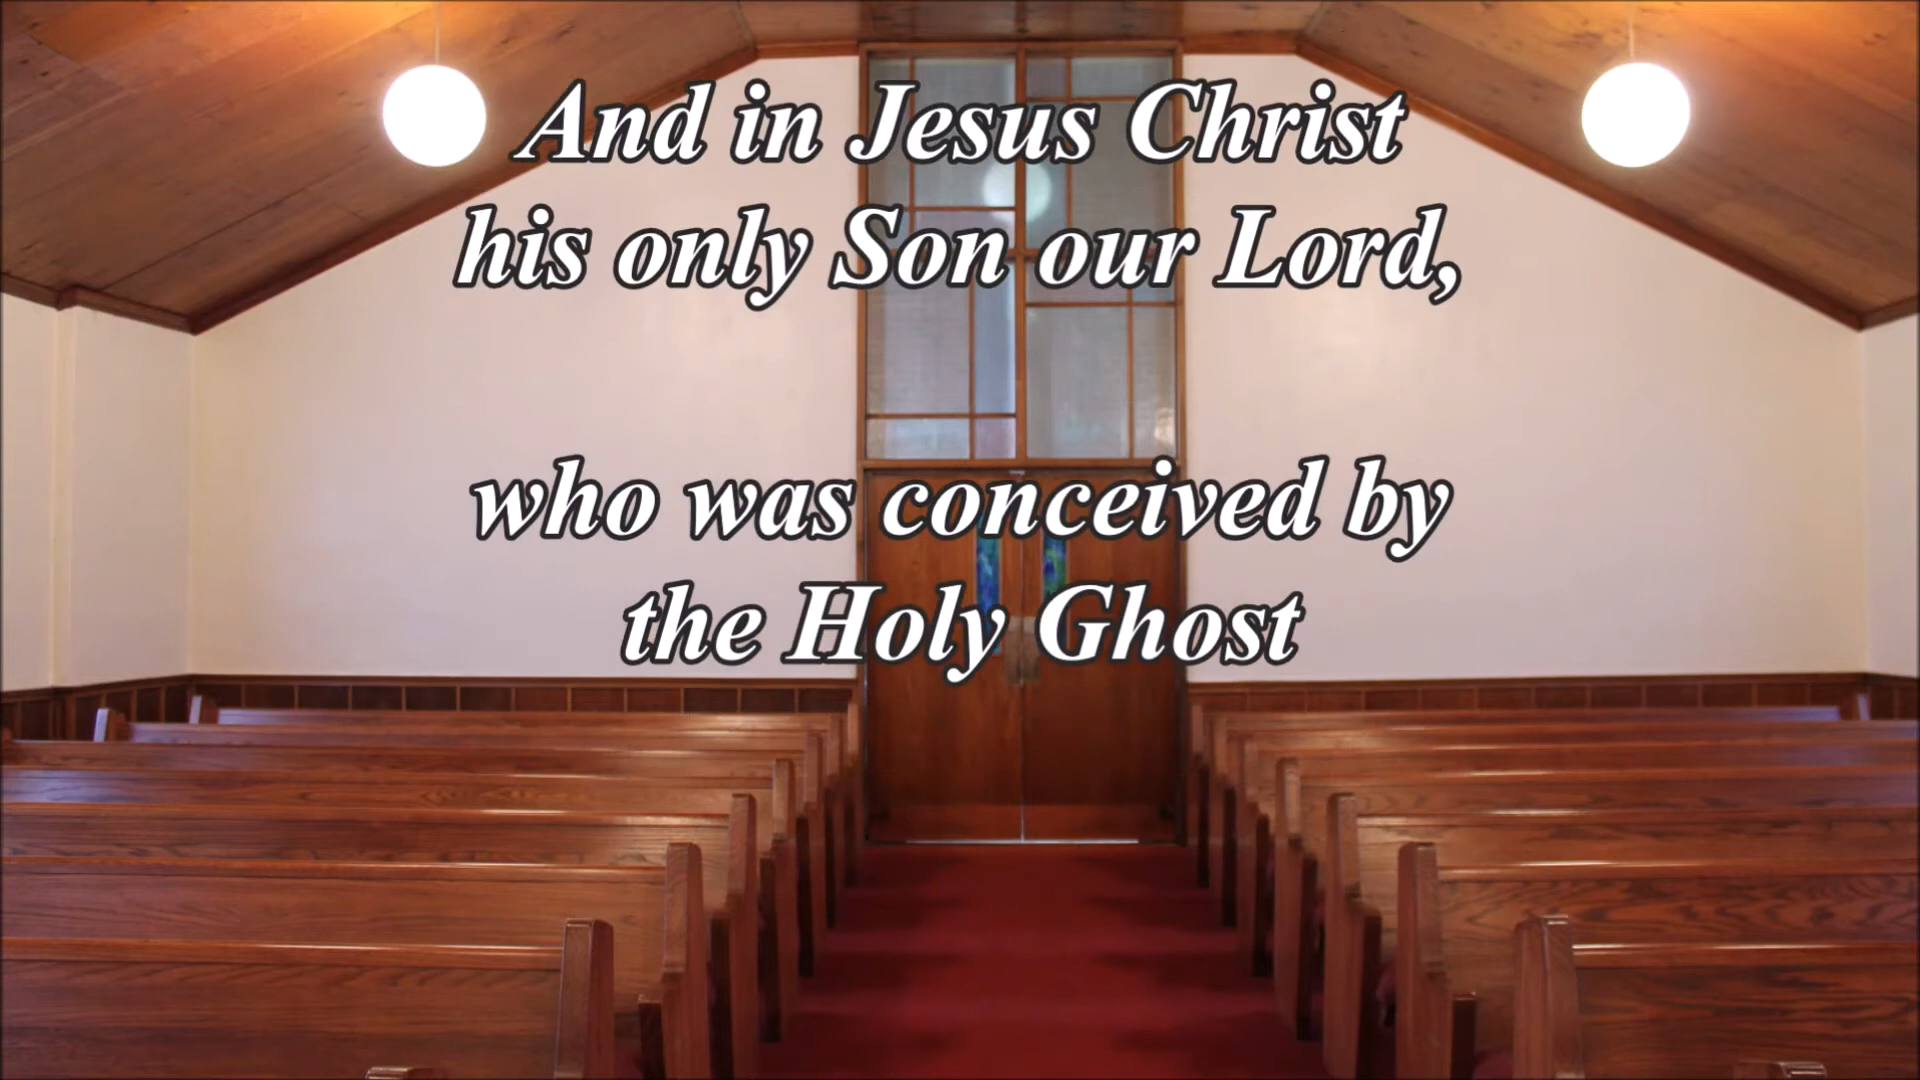 And in Jesus Christ
his only Son our Lord,
who was conceived by
the Holy Ghost